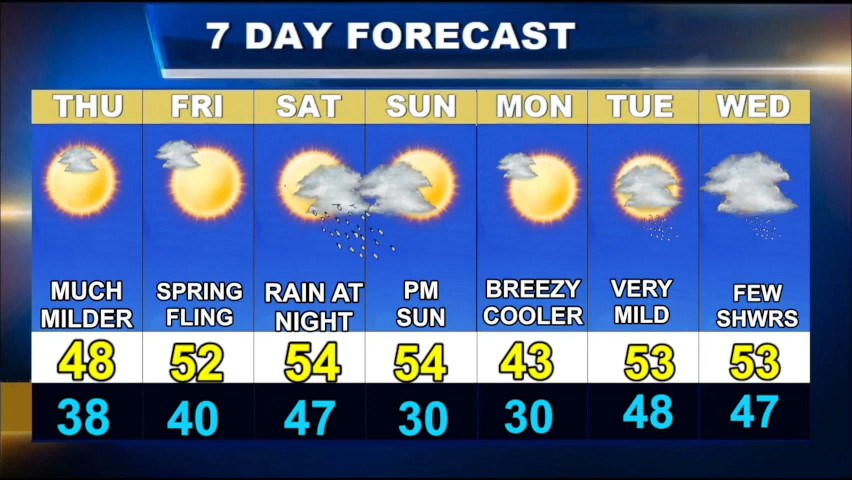 7 DAY FORECAST
THU FRI SAT SUN MON TUE WED
MUCH MILDER
SPRING FLING
RAIN AT NIGHT
PM SUN
BREEZY COOLER
VERY MILD
FEW SHWRS
48 52 54 54 43 53 53
38 40 47 30 30 48 47